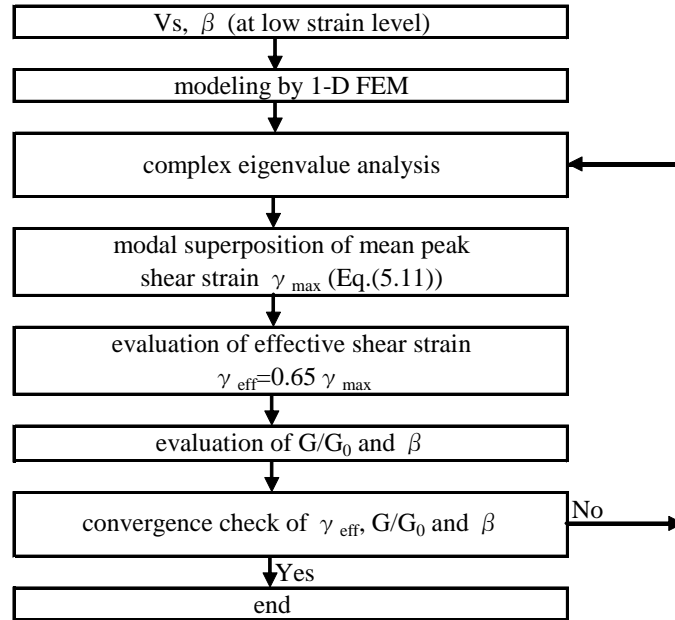 Vs, β (at low strain level)
modeling by 1-D FEM
complex eigenvalue analysis
modal superposition of mean peak
shear strain γ max (Eq.(5.11))
evaluation of effective shear strain
γ eff=0.65 γ max
evaluation of G/G0 and β
convergence check of γ eff, G/G0 and β
No
Yes
end